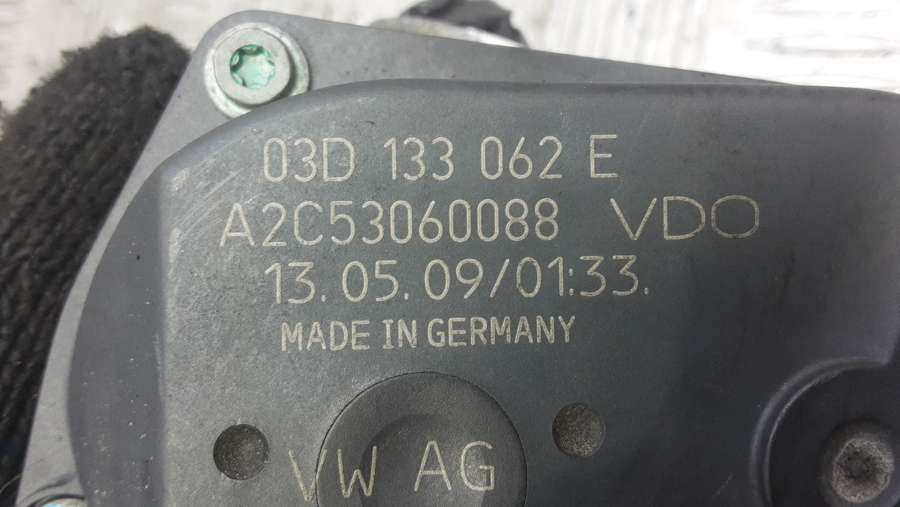 03D 133 062 E
A2C53060088 VDO
13.05.09/01:33.
MADE IN GERMANY
VW AG